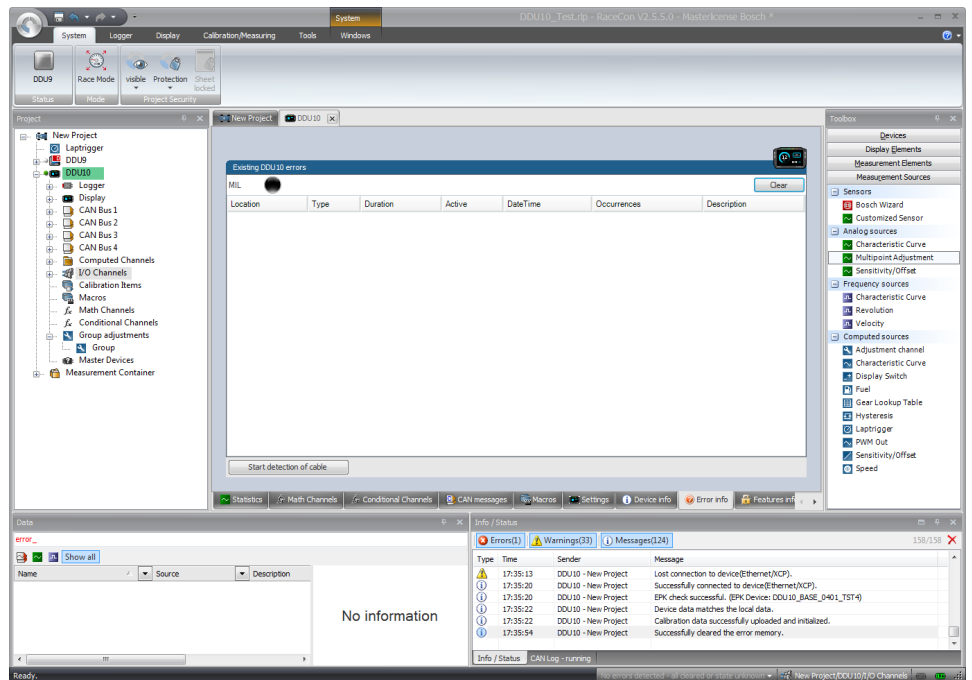 System
DDU10_Test.rlp - RaceCon V2.5.5.0 - Masterlicense Bosch *
System Logger Display Calibration/Measuring Tools Windows
DDU9 Race Mode visible Protection Sheet locked
Status Mode Project Security
Project
New Project
Laptrigger
DDU9
DDU10
Logger
Display
CAN Bus 1
CAN Bus 2
CAN Bus 3
CAN Bus 4
Computed Channels
I/O Channels
Calibration Items
Macros
fx Math Channels
fx Conditional Channels
Group adjustments
Group
Master Devices
Measurement Container
New Project DDU10
Existing DDU10 errors
MIL Clear
Location Type Duration Active DateTime Occurrences Description
Start detection of cable
Statistics Math Channels Conditional Channels CAN messages Macros Settings Device info Error info Features inf
Toolbox
Devices
Display Elements
Measurement Elements
Measurement Sources
Sensors
Bosch Wizard
Customized Sensor
Analog sources
Characteristic Curve
Multipoint Adjustment
Sensitivity/Offset
Frequency sources
Characteristic Curve
Revolution
Velocity
Computed sources
Adjustment channel
Characteristic Curve
Display Switch
Fuel
Gear Lookup Table
Hysteresis
Laptrigger
PWM Out
Sensitivity/Offset
Speed
Data
error_
Show all
Name Source Description
No information
Info / Status
Errors(1) Warnings(33) Messages(124) 158/158
Type Time Sender Message
17:35:13 DDU10 - New Project Lost connection to device(Ethernet/XCP).
17:35:20 DDU10 - New Project Successfully connected to device(Ethernet/XCP).
17:35:20 DDU10 - New Project EPK check successful. (EPK Device: DDU10_BASE_0401_TST4)
17:35:22 DDU10 - New Project Device data matches the local data.
17:35:22 DDU10 - New Project Calibration data successfully uploaded and initialized.
17:35:54 DDU10 - New Project Successfully cleared the error memory.
Info / Status CAN Log - running
Ready. No errors detected - all cleared or state unknown New Project/DDU10/I/O Channels